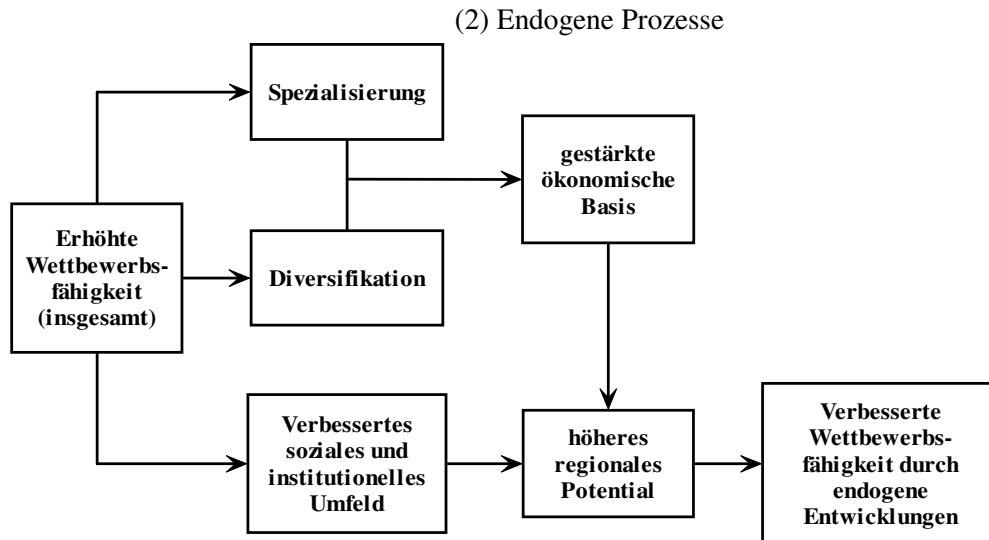 (2) Endogene Prozesse
Spezialisierung
gestärkte
ökonomische
Basis
Erhöhte
Wettbewerbs-
fähigkeit
(insgesamt)
Diversifikation
Verbessertes
soziales und
institutionelles
Umfeld
höheres
regionales
Potential
Verbesserte
Wettbewerbs-
fähigkeit durch
endogene
Entwicklungen